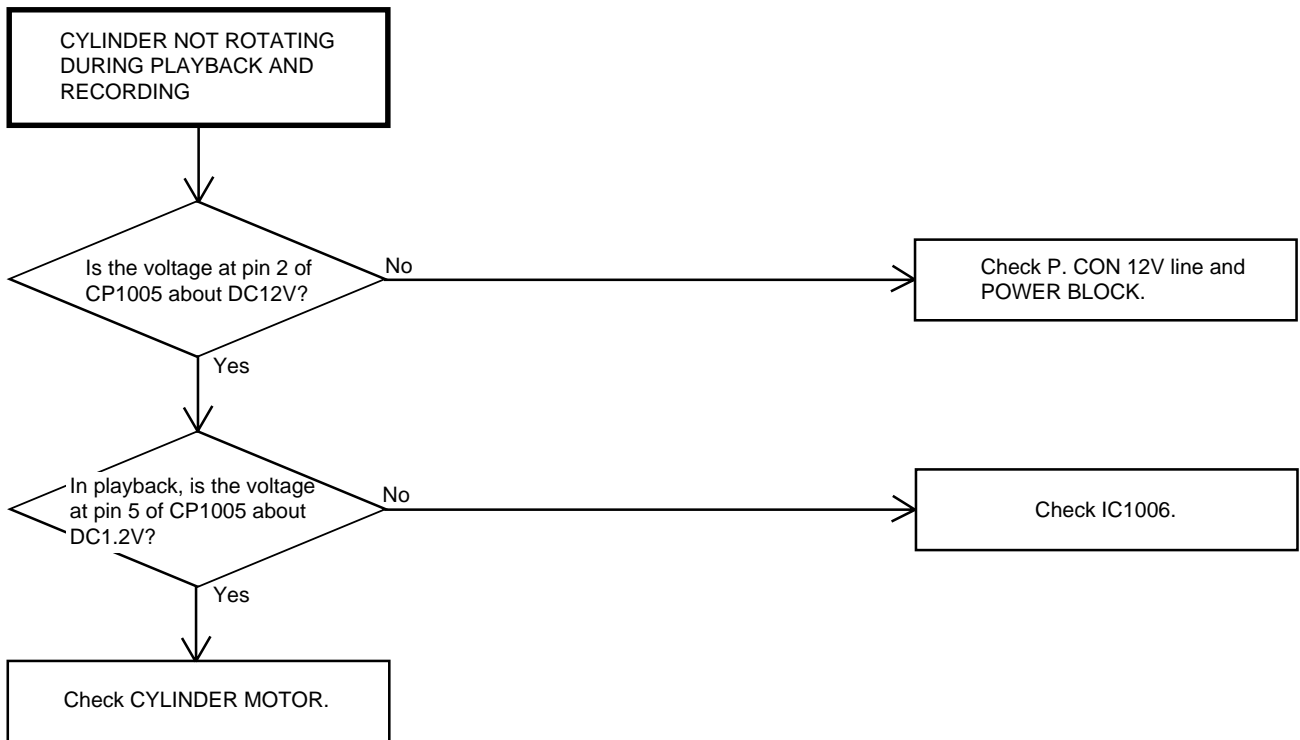 CYLINDER NOT ROTATING
DURING PLAYBACK AND
RECORDING
Is the voltage at pin 2 of
CP1005 about DC12V?
No
Check P. CON 12V line and
POWER BLOCK.
Yes
In playback, is the voltage
at pin 5 of CP1005 about
DC1.2V?
No
Check IC1006.
Yes
Check CYLINDER MOTOR.